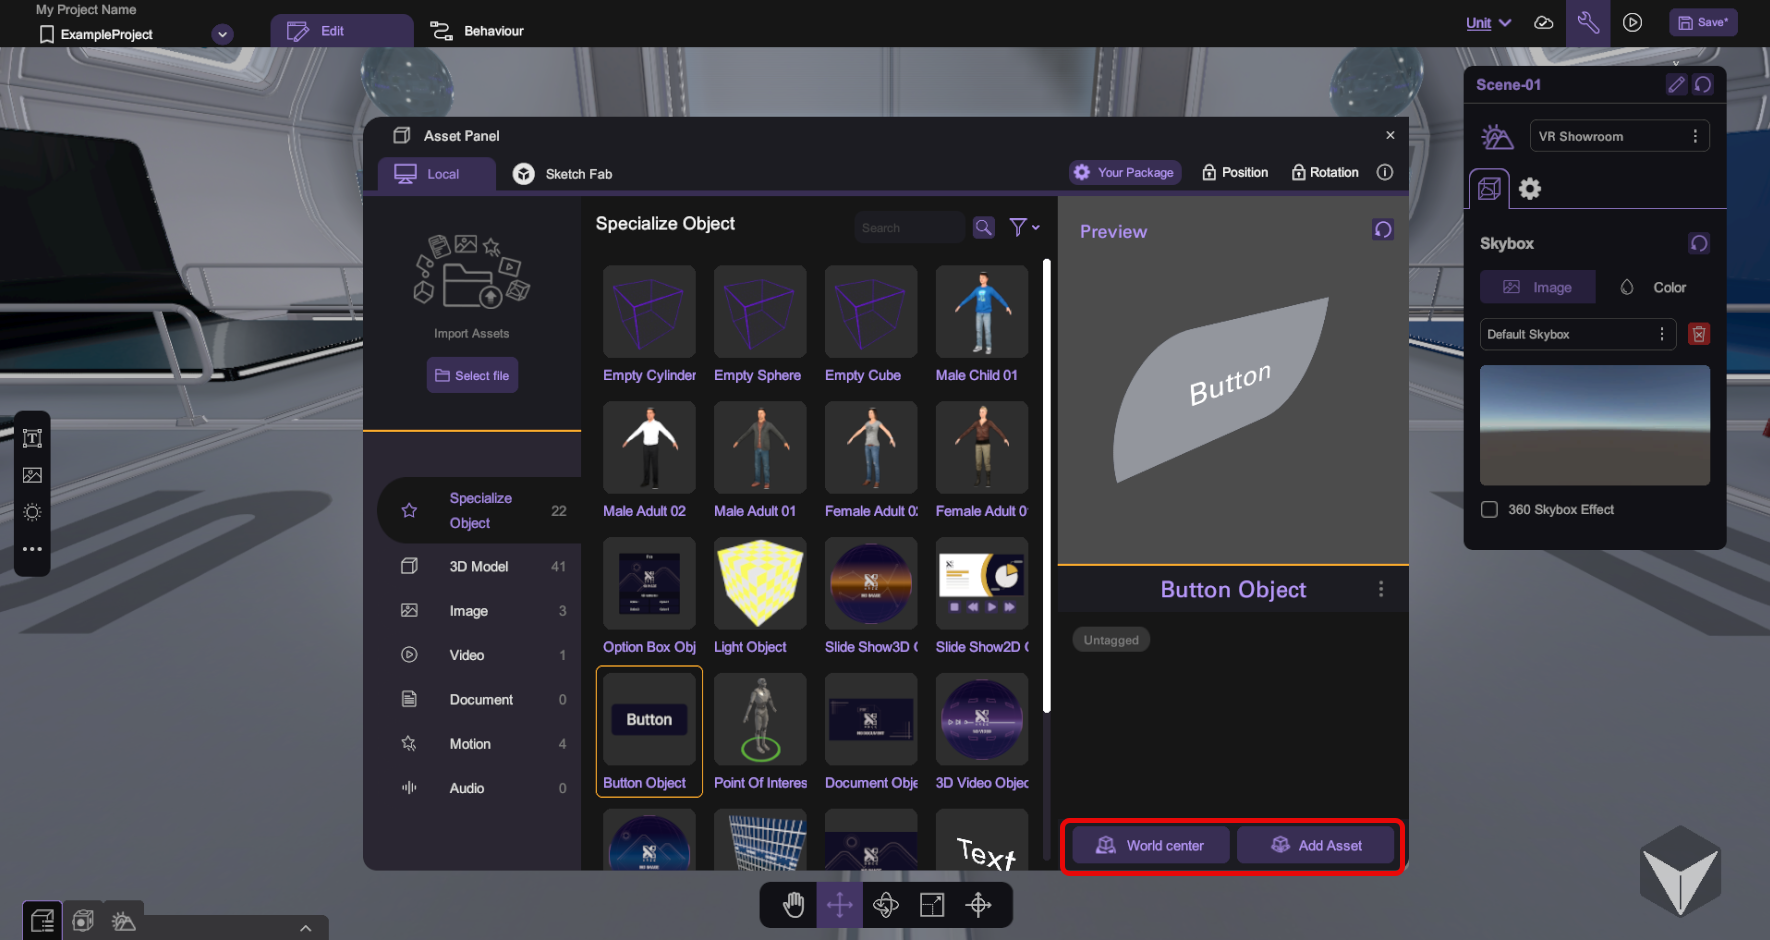 My Project Name
ExampleProject
Edit
Behaviour
Unit
Save*
Asset Panel
Local
Sketch Fab
Your Package
Position
Rotation
Import Assets
Select file
Specialize
Object
22
3D Model
41
Image
3
Video
1
Document
0
Motion
4
Audio
0
Specialize Object
Search
Empty Cylinder
Empty Sphere
Empty Cube
Male Child 01
Male Adult 02
Male Adult 01
Female Adult 02
Female Adult 01
Option Box Obj
Light Object
Slide Show3D
Slide Show2D
Button
Button Object
Point Of Interes
Document Obje
3D Video Objec
Text
Preview
Button
Button Object
Untagged
World center
Add Asset
Scene-01
VR Showroom
Skybox
Image
Color
Default Skybox
360 Skybox Effect